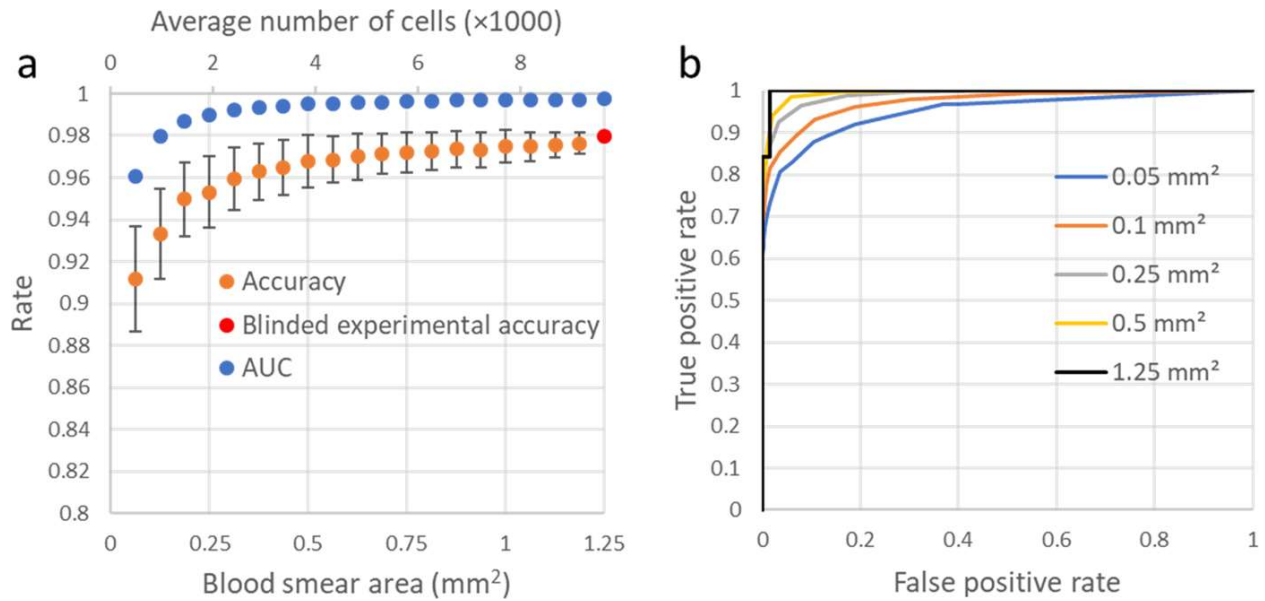 a
Average number of cells (×1000)
0 2 4 6 8
Rate
1
0.98
0.96
0.94
0.92
0.9
0.88
0.86
0.84
0.82
0.8
Accuracy
Blinded experimental accuracy
AUC
0 0.25 0.5 0.75 1 1.25
Blood smear area (mm²)
b
True positive rate
1
0.9
0.8
0.7
0.6
0.5
0.4
0.3
0.2
0.1
0
0.05 mm²
0.1 mm²
0.25 mm²
0.5 mm²
1.25 mm²
0 0.2 0.4 0.6 0.8 1
False positive rate